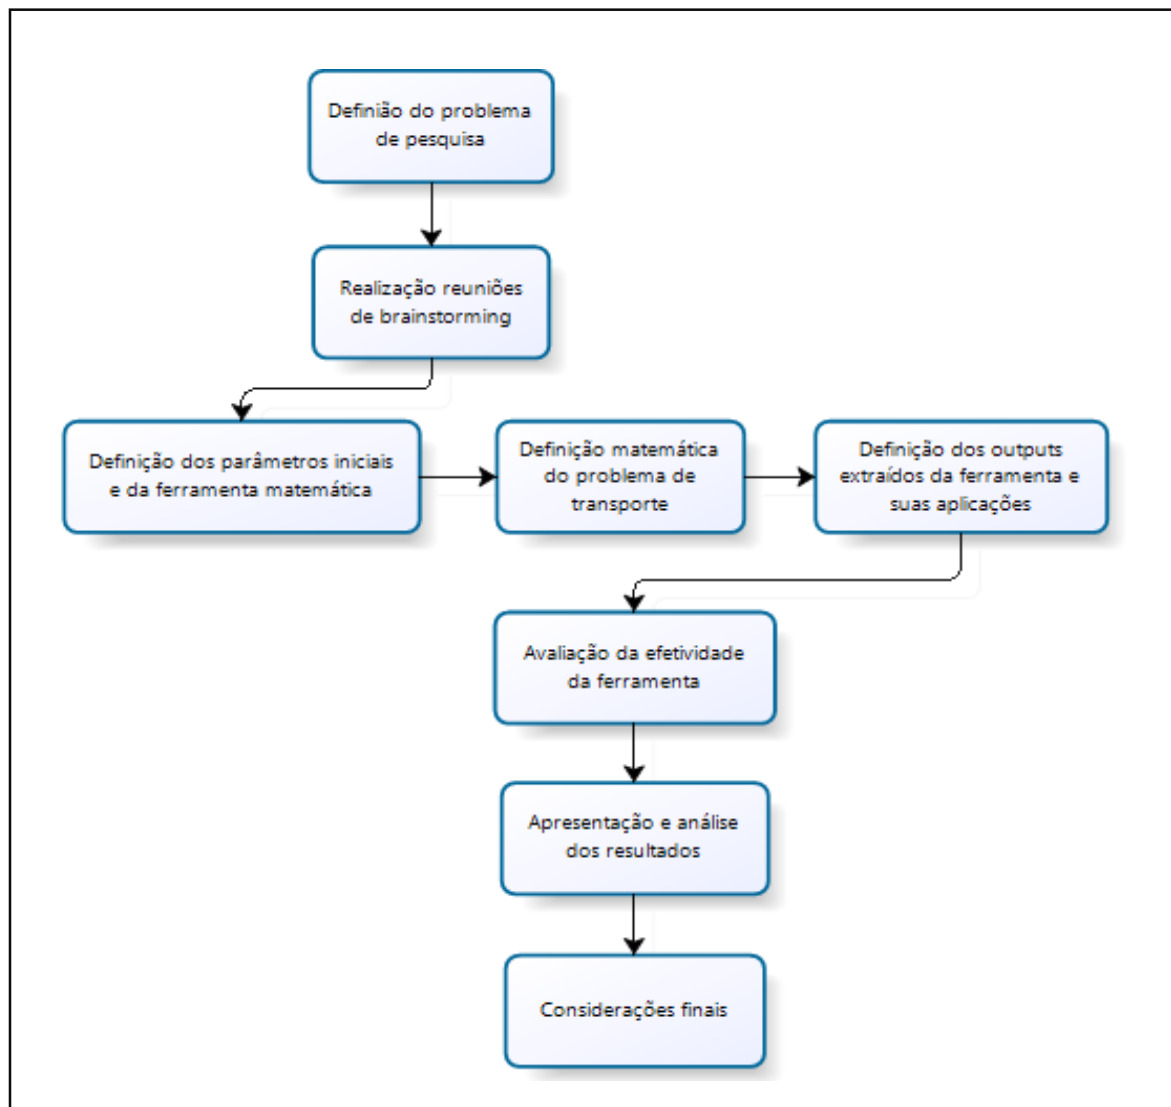 Definião do problema
de pesquisa
Realização reuniões
de brainstorming
Definição dos parâmetros iniciais
e da ferramenta matemática
Definição matemática
do problema de
transporte
Definição dos outputs
extraídos da ferramenta e
suas aplicações
Avaliação da efetividade
da ferramenta
Apresentação e análise
dos resultados
Considerações finais